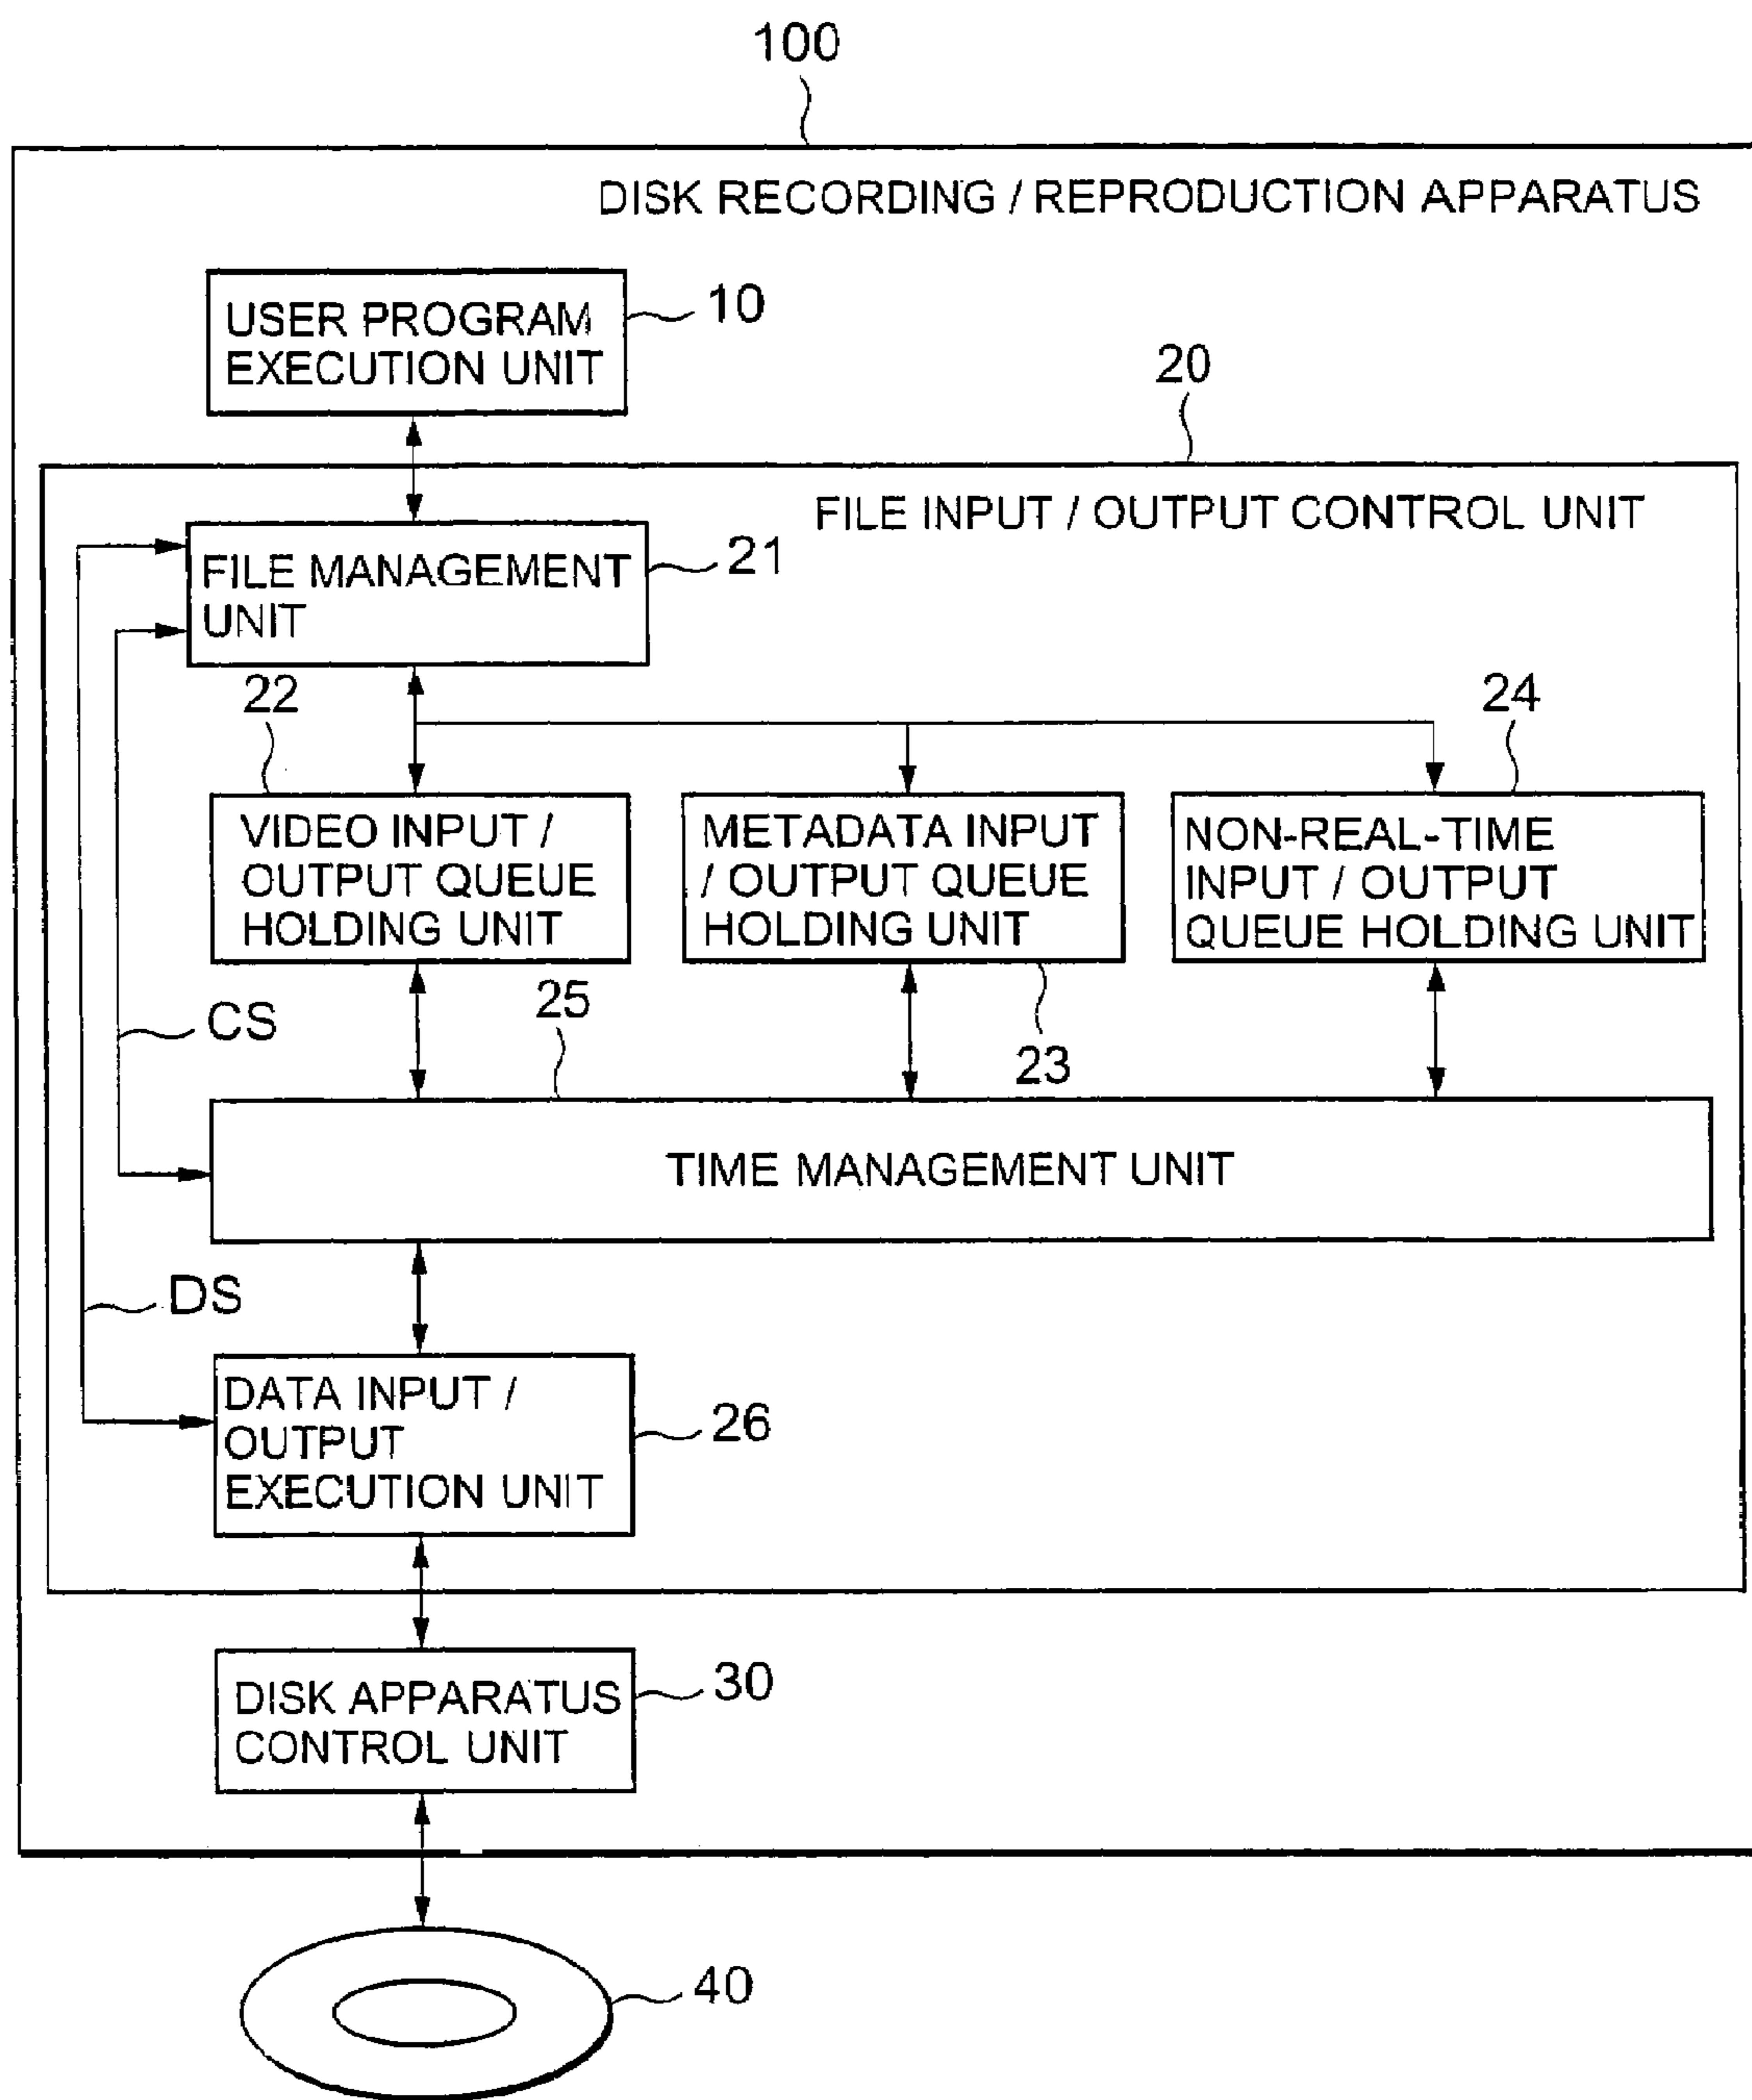 100
DISK RECORDING / REPRODUCTION APPARATUS
USER PROGRAM
EXECUTION UNIT
10
20
FILE INPUT / OUTPUT CONTROL UNIT
FILE MANAGEMENT
UNIT
21
22
24
VIDEO INPUT /
OUTPUT QUEUE
HOLDING UNIT
METADATA INPUT
/ OUTPUT QUEUE
HOLDING UNIT
NON-REAL-TIME
INPUT / OUTPUT
QUEUE HOLDING UNIT
CS
25
23
TIME MANAGEMENT UNIT
DS
DATA INPUT /
OUTPUT
EXECUTION UNIT
26
DISK APPARATUS
CONTROL UNIT
30
40